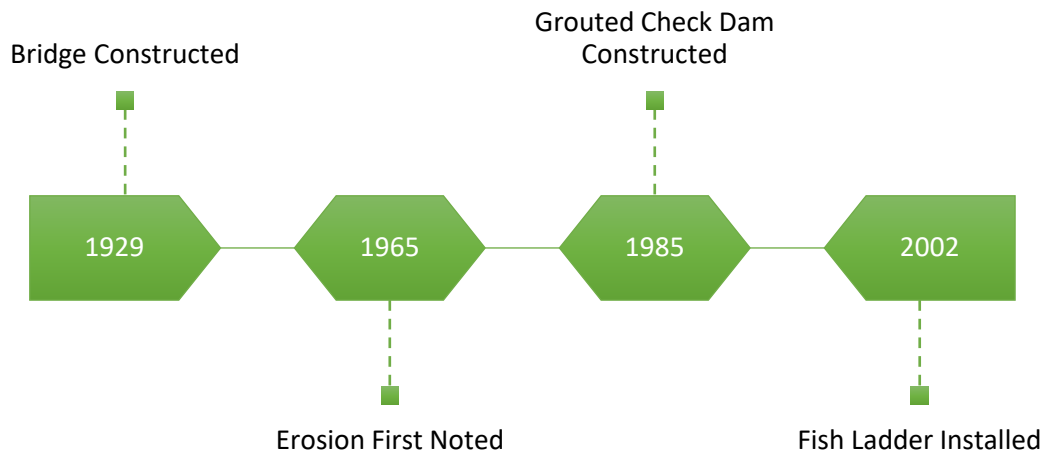 Grouted Check Dam
Constructed
Bridge Constructed
1929
1965
1985
2002
Erosion First Noted
Fish Ladder Installed